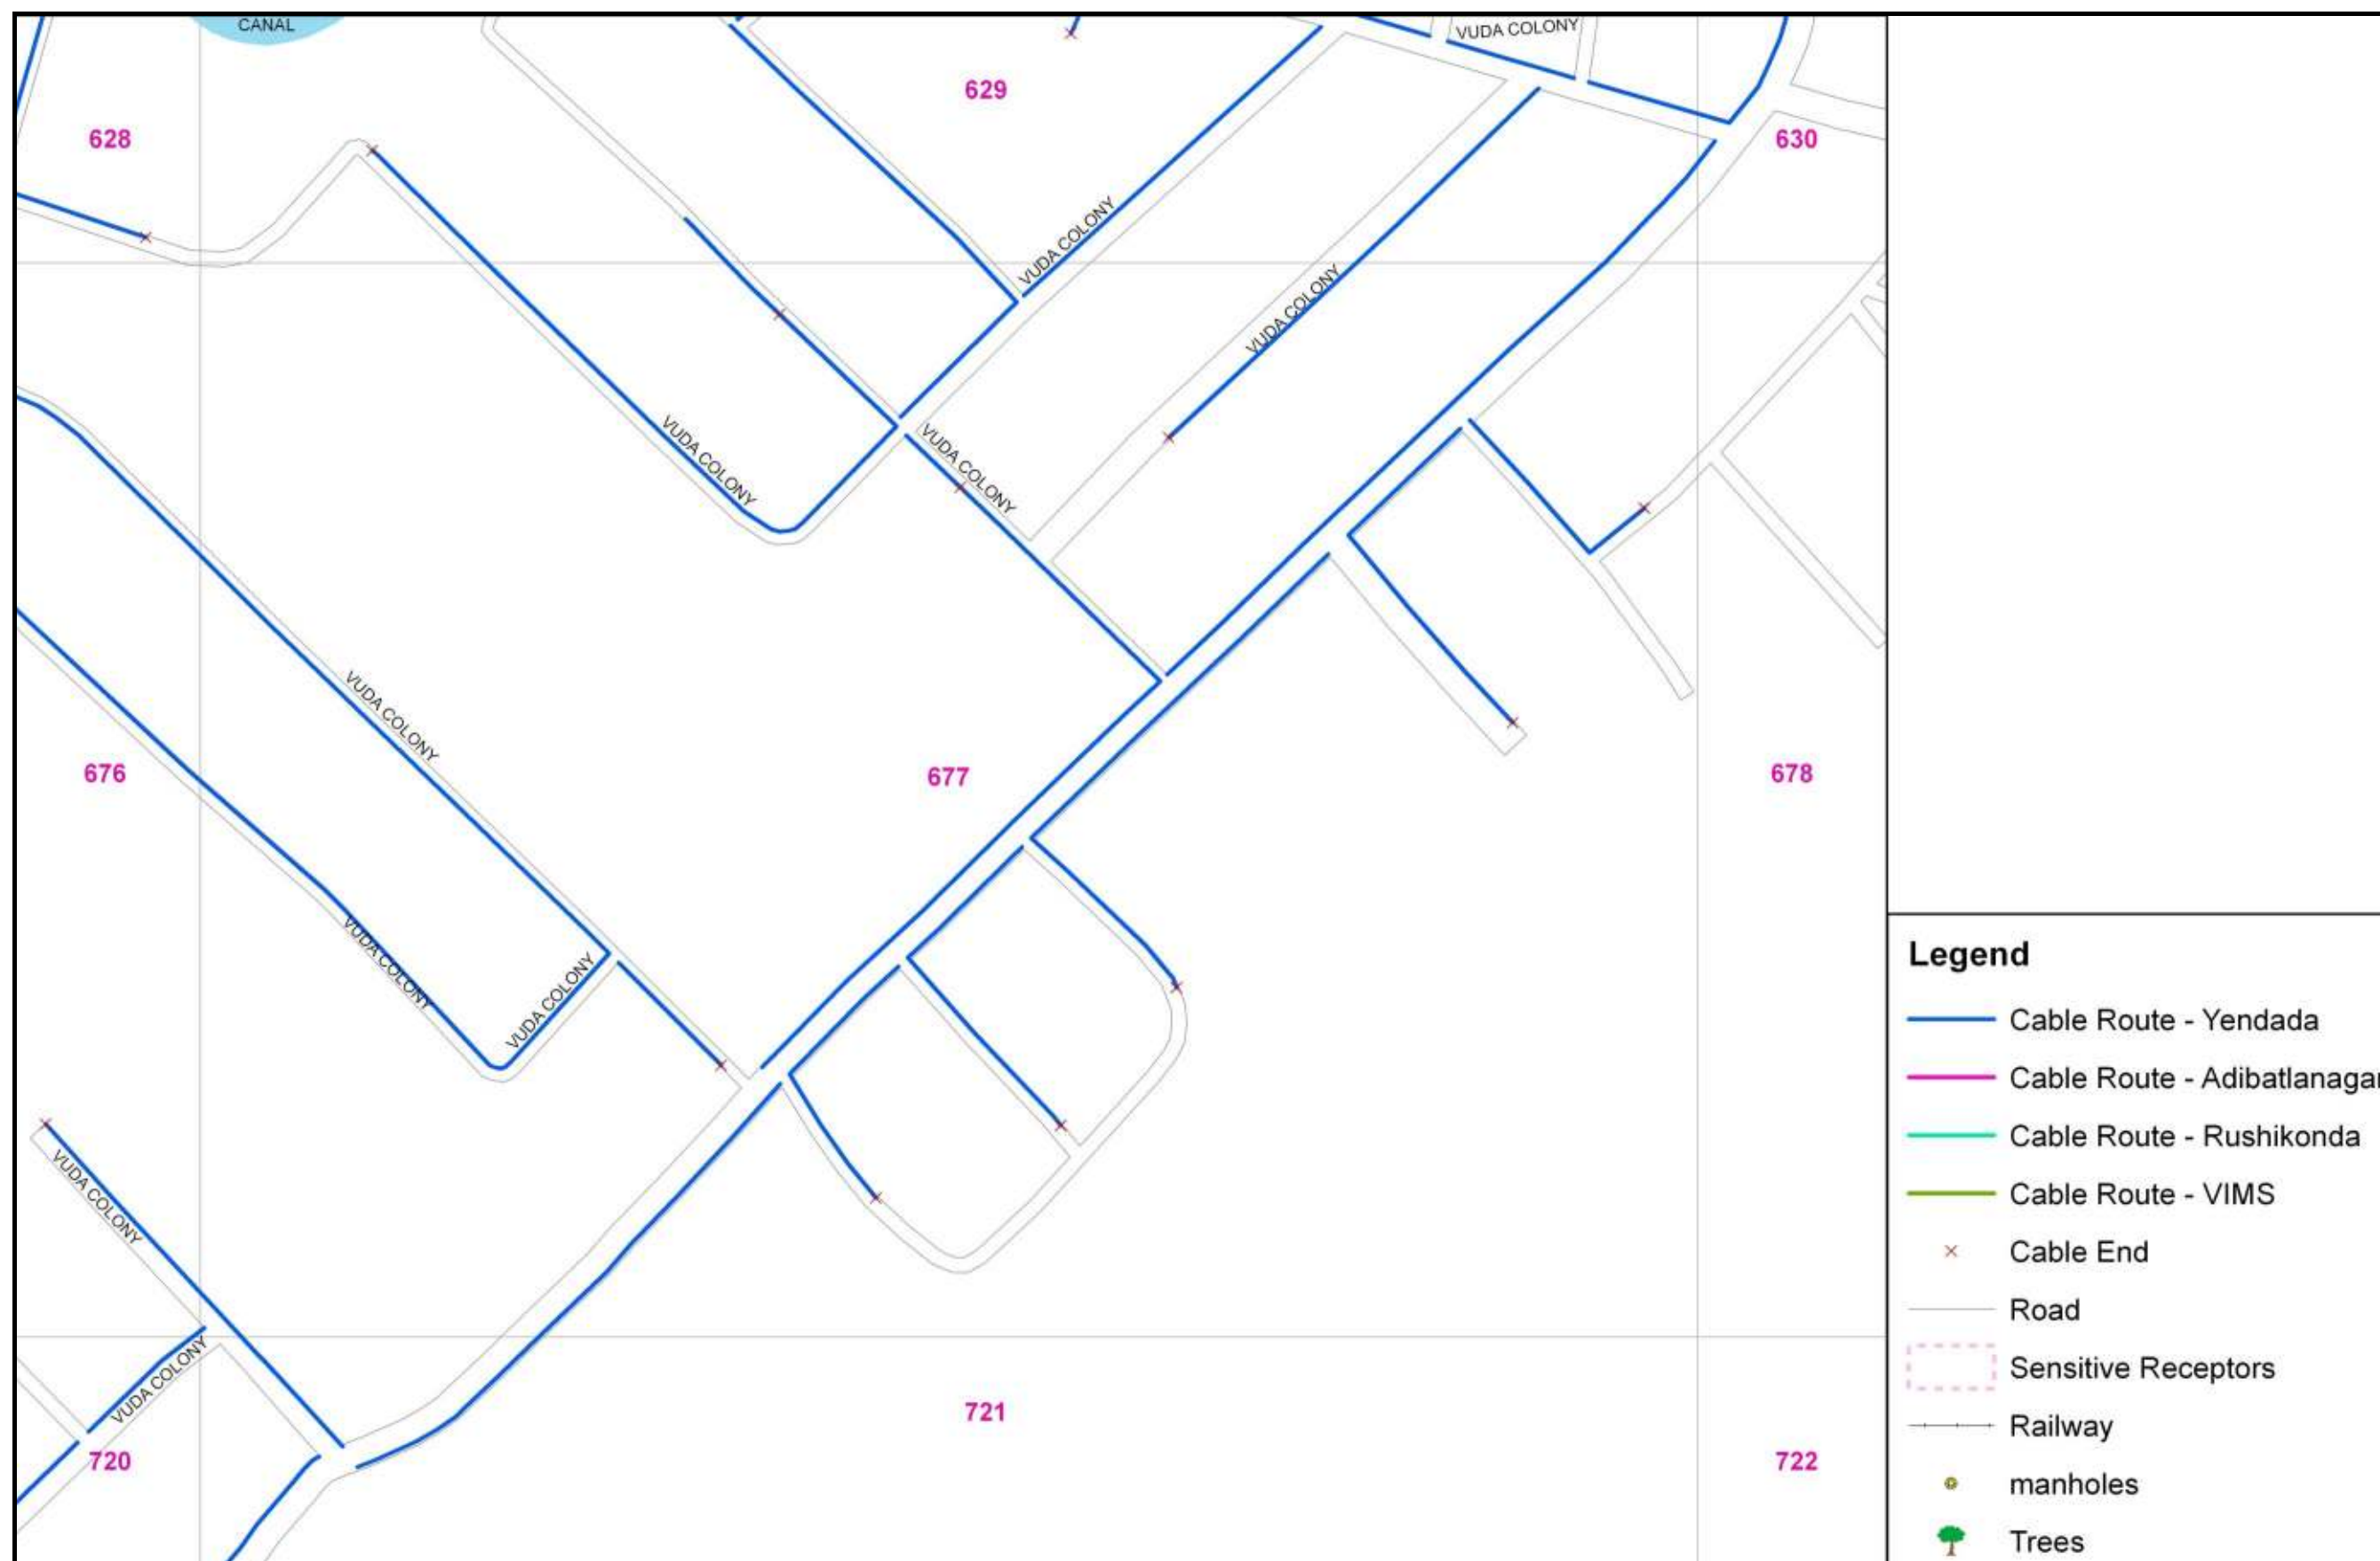 CANAL
VUDA COLONY
629
628
630
VUDA COLONY
VUDA COLONY
VUDA COLONY
VUDA COLONY
VUDA COLONY
676
677
678
VUDA COLONY
VUDA COLONY
VUDA COLONY
VUDA COLONY
721
720
722
Legend
Cable Route - Yendada
Cable Route - Adibatlanagar
Cable Route - Rushikonda
Cable Route - VIMS
Cable End
Road
Sensitive Receptors
Railway
manholes
Trees